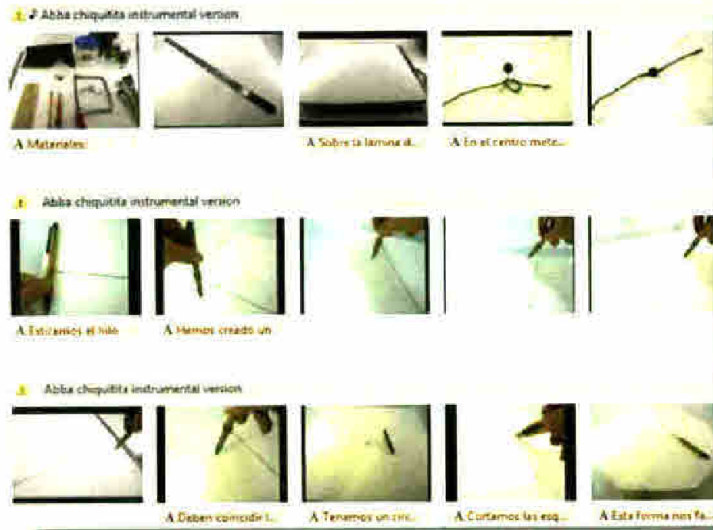 1. ♪ Abba chiquitita instrumental version
A Materiales:
A Sobre la lamina d...
A En el centro mete...
Abba chiquitita instrumental version
A Estiramos el hilo
A Hemos creado un
3. Abba chiquitita instrumental version
A Deben coincidir l...
A Tenemos un circ...
A Cortamos las esq...
A Esta forma nos fa...